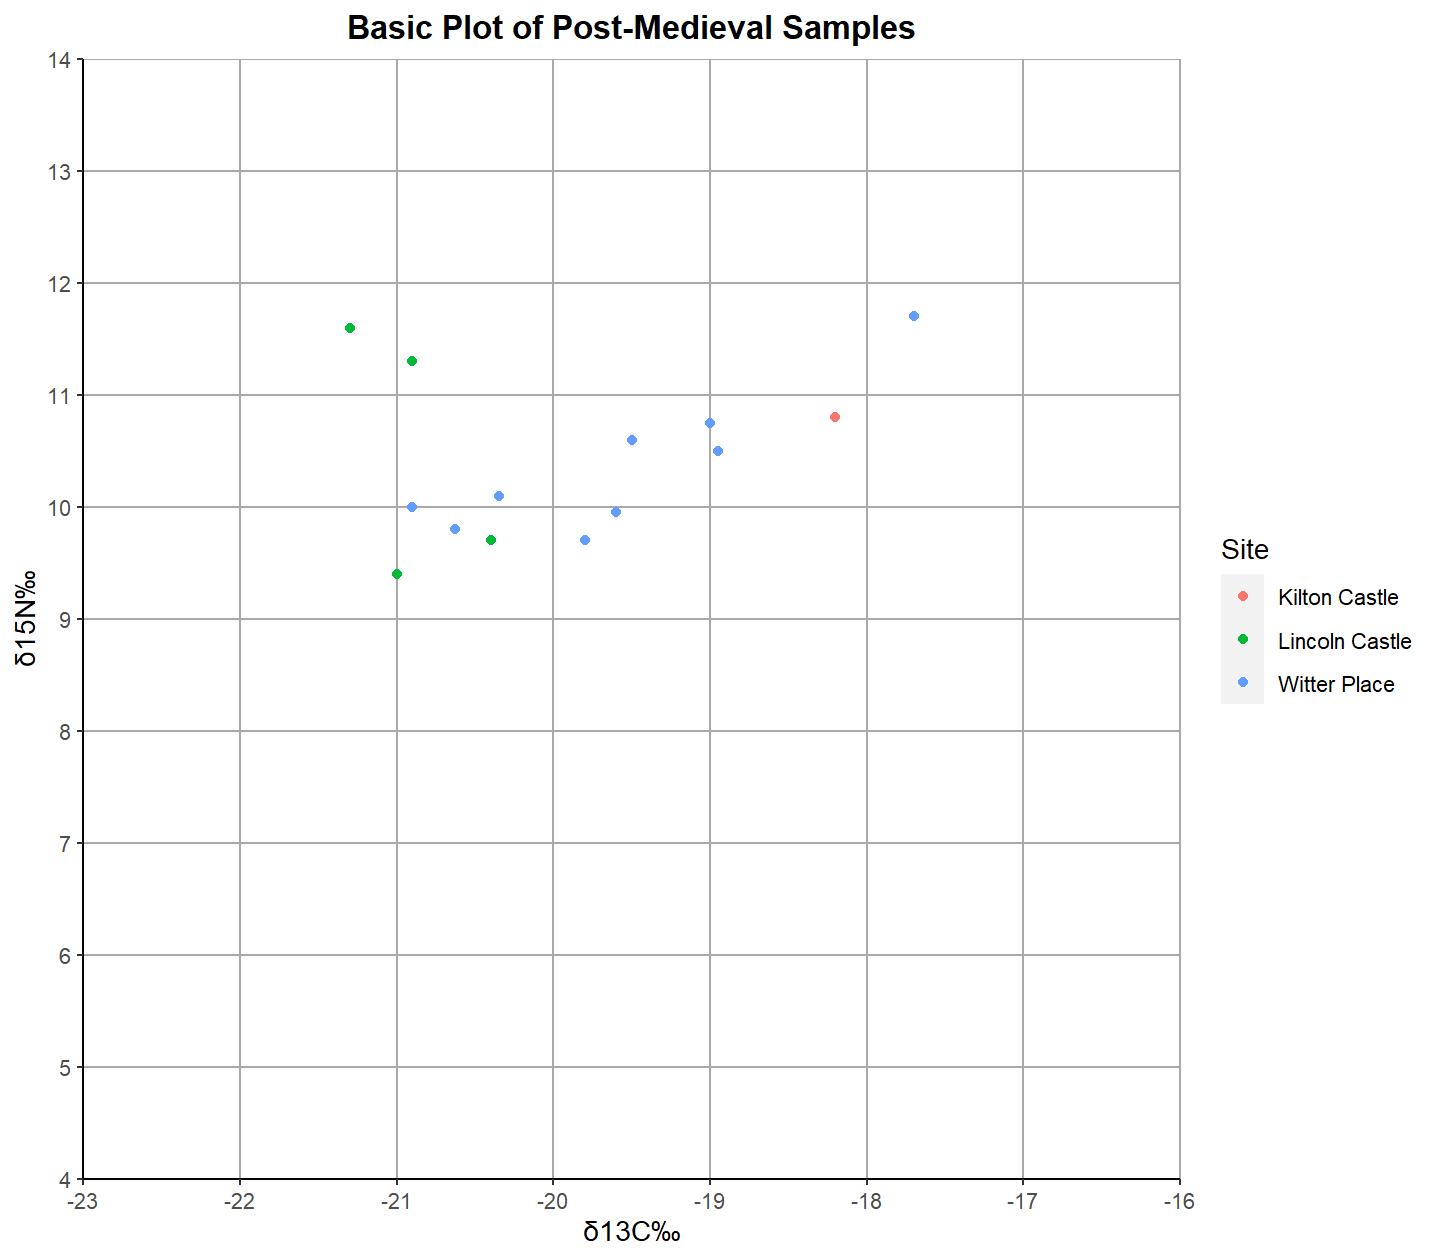 Basic Plot of Post-Medieval Samples
14
13
12
11
10
9
8
7
6
5
4
δ15N‰
-23 -22 -21 -20 -19 -18 -17 -16
δ13C‰
Site
Kilton Castle
Lincoln Castle
Witter Place